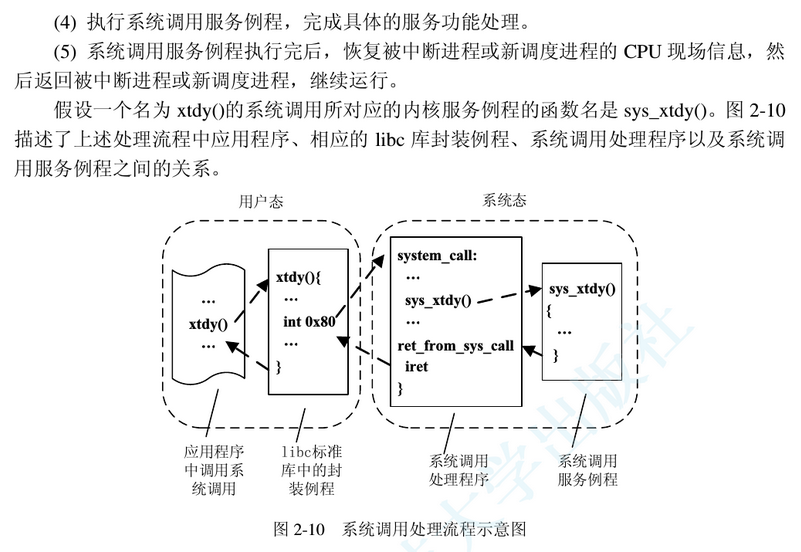 (4) 执行系统调用服务例程，完成具体的服务功能处理。
(5) 系统调用服务例程执行完后，恢复被中断进程或新调度进程的 CPU 现场信息，然
后返回被中断进程或新调度进程，继续运行。
假设一个名为 xtdy()的系统调用所对应的内核服务例程的函数名是 sys_xtdy()。图 2-10
描述了上述处理流程中应用程序、相应的 libc 库封装例程、系统调用处理程序以及系统调
用服务例程之间的关系。
用户态
系统态
…
xtdy()
…
xtdy(){
…
int 0x80
…
}
system_call:
…
sys_xtdy()
…
ret_from_sys_call
iret
}
sys_xtdy()
{
…
}
应用程序
中调用系
统调用
libc标准
库中的封
装例程
系统调用
处理程序
系统调用
服务例程
图 2-10 系统调用处理流程示意图
大学出版社